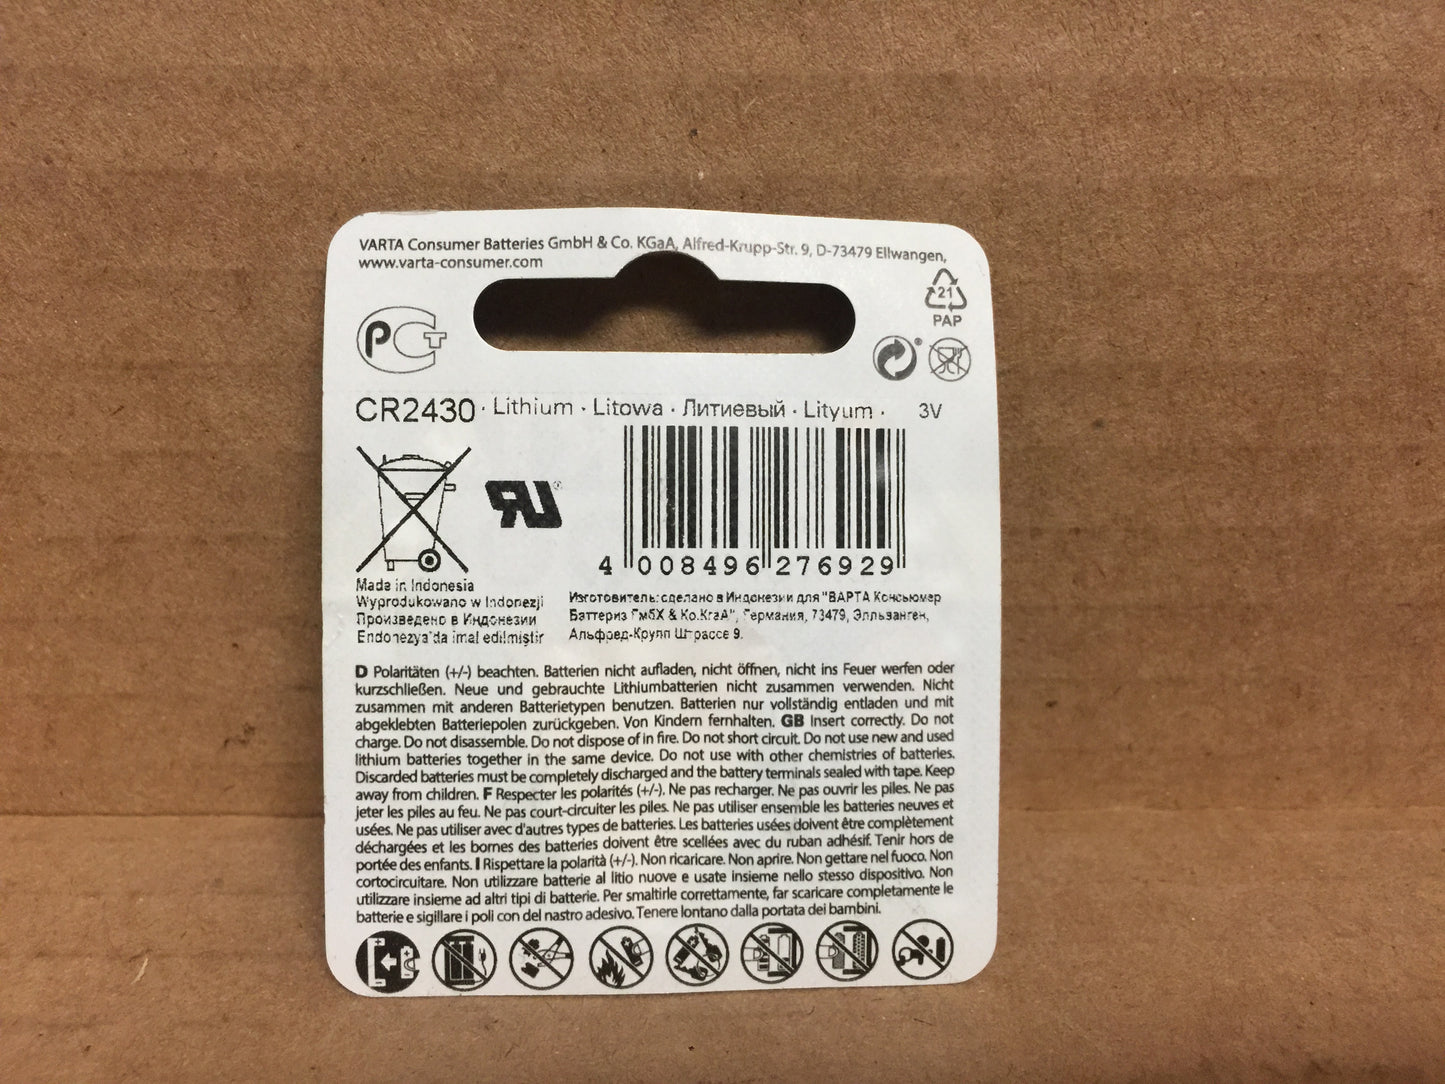 VARTA Consumer Batteries GmbH & Co. KGaA, Alfred-Krupp-Str. 9, D-73479 Ellwangen,
www.varta-consumer.com
21
PAP
РСТ
CR2430 · Lithium · Litowa · Литиевый · Lityum · 3V
4 008496 276929
Made in Indonesia
Wyprodukowano w Indonezji
Произведено в Индонезии
Endonezya'da imal edilmiştir
Изготовитель: сделано в Индонезии для "ВАРТА Консьюмер
Баттериз ГмбХ & Ко.КгаА", Германия, 73479, Элльванген,
Альфред-Крупп Штрассе 9.
D Polaritäten (+/-) beachten. Batterien nicht aufladen, nicht öffnen, nicht ins Feuer werfen oder
kurzschließen. Neue und gebrauchte Lithiumbatterien nicht zusammen verwenden. Nicht
zusammen mit anderen Batterietypen benutzen. Batterien nur vollständig entladen und mit
abgeklebten Batteriepolen zurückgeben. Von Kindern fernhalten. GB Insert correctly. Do not
charge. Do not disassemble. Do not dispose of in fire. Do not short circuit. Do not use new and used
lithium batteries together in the same device. Do not use with other chemistries of batteries.
Discarded batteries must be completely discharged and the battery terminals sealed with tape. Keep
away from children. F Respecter les polarités (+/-). Ne pas recharger. Ne pas ouvrir les piles. Ne pas
jeter les piles au feu. Ne pas court-circuiter les piles. Ne pas utiliser ensemble les batteries neuves et
usées. Ne pas utiliser avec d'autres types de batteries. Les batteries usées doivent être complètement
déchargées et les bornes des batteries doivent être scellées avec du ruban adhésif. Tenir hors de
portée des enfants. I Rispettare la polarità (+/-). Non ricaricare. Non aprire. Non gettare nel fuoco. Non
cortocircuitare. Non utilizzare batterie al litio nuove e usate insieme nello stesso dispositivo. Non
utilizzare insieme ad altri tipi di batterie. Per smaltirle correttamente, far scaricare completamente le
batterie e sigillare i poli con del nastro adesivo. Tenere lontano dalla portata dei bambini.